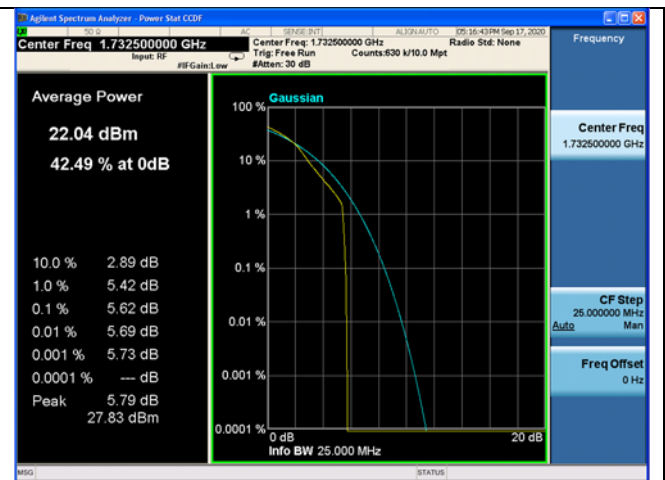 Agilent Spectrum Analyzer - Power Stat CCDF
50 Ω AC SENSE:INT ALIGNAUTO 05:16:43PM Sep 17, 2020
Center Freq 1.732500000 GHz
Input: RF
#IFGain:Low
Center Freq: 1.732500000 GHz Radio Std: None
Trig: Free Run Counts:630 k/10.0 Mpt
#Atten: 30 dB
Frequency
Average Power
22.04 dBm
42.49 % at 0dB
10.0 % 2.89 dB
1.0 % 5.42 dB
0.1 % 5.62 dB
0.01 % 5.69 dB
0.001 % 5.73 dB
0.0001 % --- dB
Peak 5.79 dB
27.83 dBm
Gaussian
100 %
10 %
1 %
0.1 %
0.01 %
0.001 %
0.0001 %
0 dB 20 dB
Info BW 25.000 MHz
Center Freq
1.732500000 GHz
CF Step
25.000000 MHz
Auto Man
Freq Offset
0 Hz
MSG STATUS